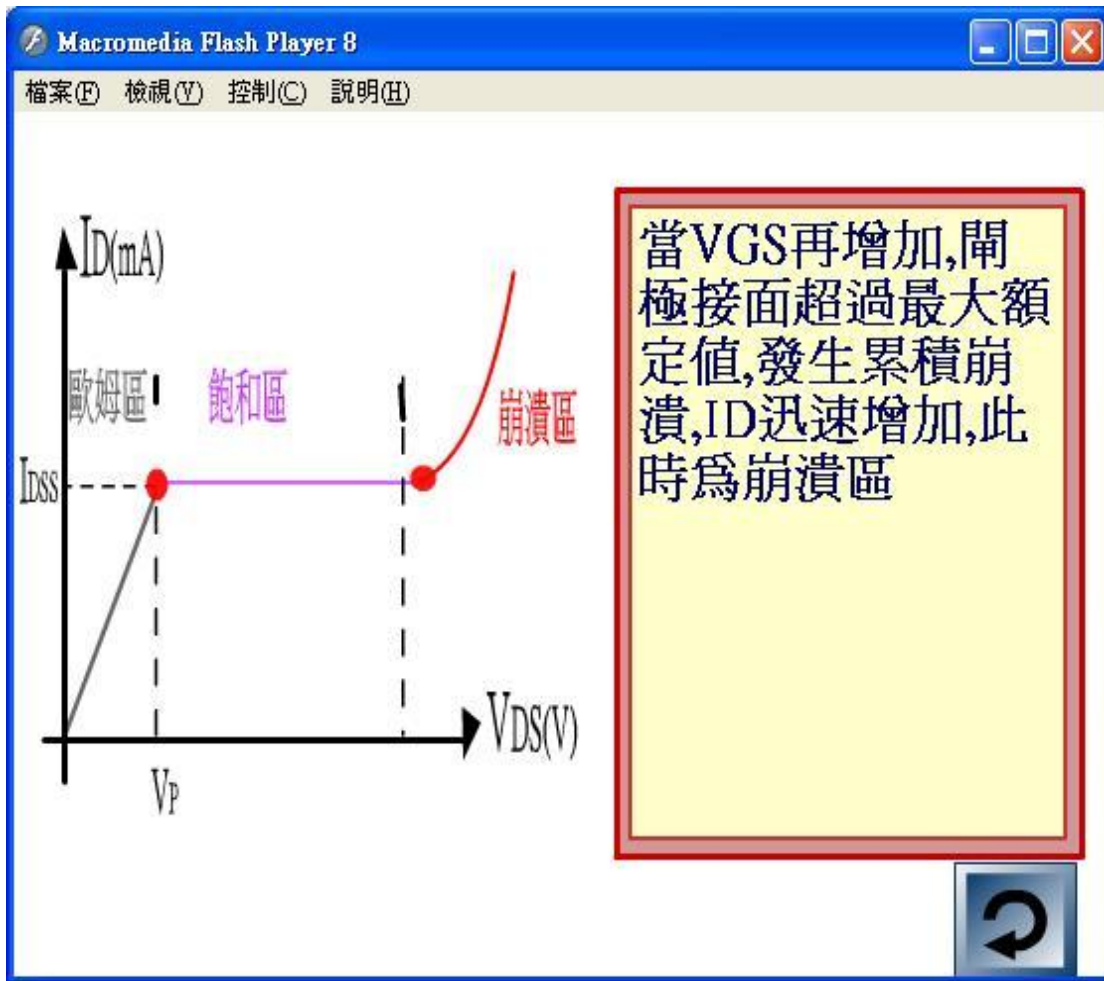 Macromedia Flash Player 8
檔案(F) 檢視(V) 控制(C) 說明(H)
ID(mA)
歐姆區
飽和區
崩潰區
IDSS
VP
VDS(V)
當VGS再增加,閘
極接面超過最大額
定值,發生累積崩
潰,ID迅速增加,此
時為崩潰區